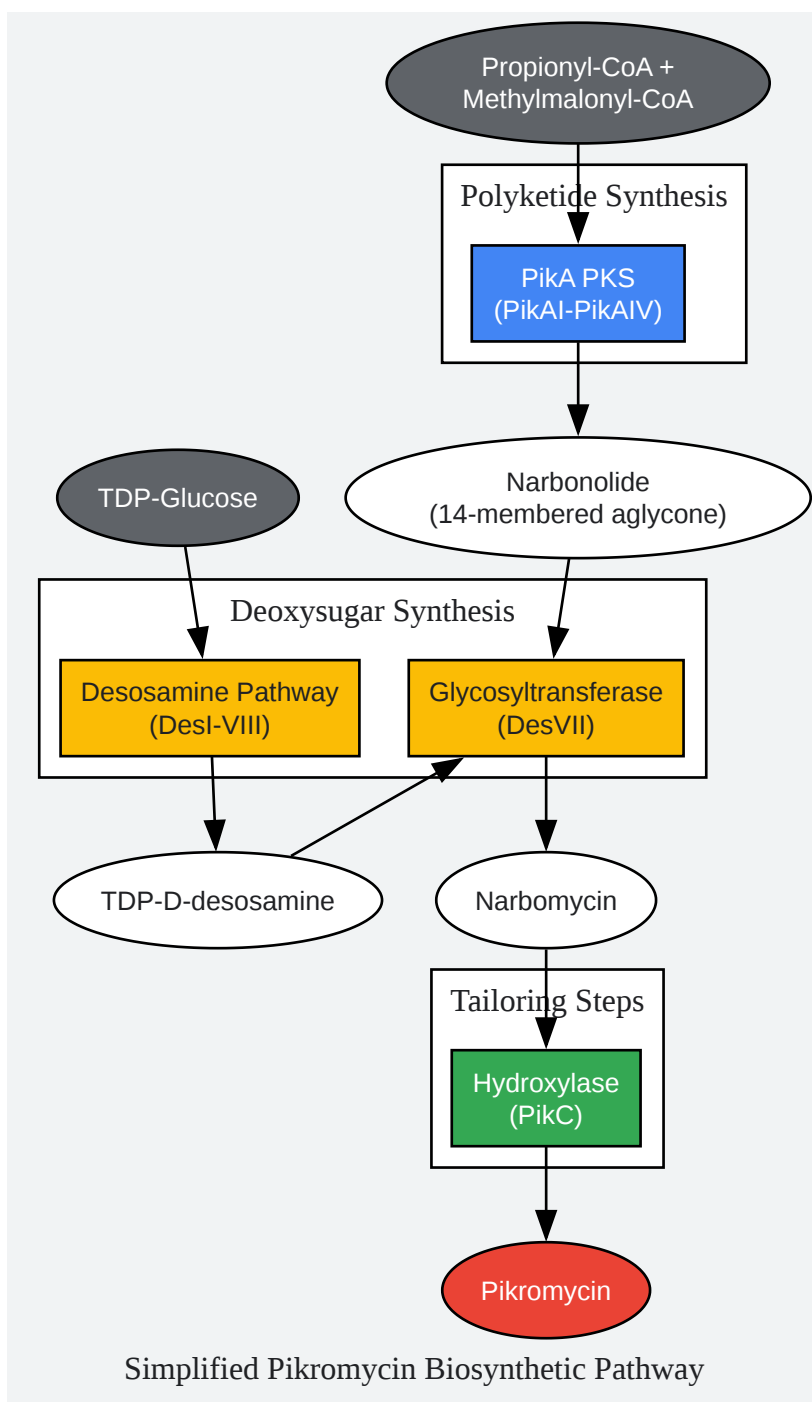 Propionyl-CoA +
Methylmalonyl-CoA
Polyketide Synthesis
PikA PKS
(PikAI-PikAIV)
TDP-Glucose
Narbonolide
(14-membered aglycone)
Deoxysugar Synthesis
Desosamine Pathway
(DesI-VIII)
Glycosyltransferase
(DesVII)
TDP-D-desosamine
Narbomycin
Tailoring Steps
Hydroxylase
(PikC)
Pikromycin
Simplified Pikromycin Biosynthetic Pathway